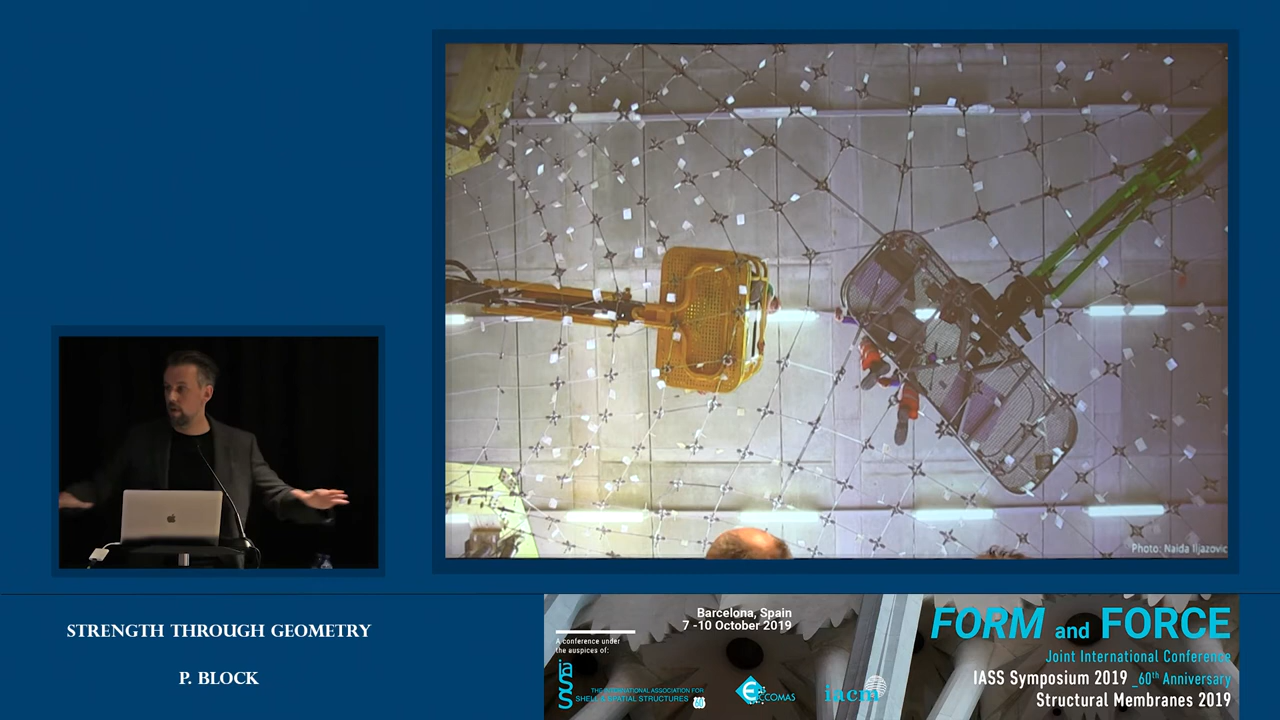 Photo: Naida Iljazovic
STRENGTH THROUGH GEOMETRY
P. BLOCK
Barcelona, Spain
7 -10 October 2019
A conference under
the auspices of:
iass
THE INTERNATIONAL ASSOCIATION FOR
SHELL & SPATIAL STRUCTURES
60
ECCOMAS
iacm
FORM and FORCE
Joint International Conference
IASS Symposium 2019 _60th Anniversary
Structural Membranes 2019